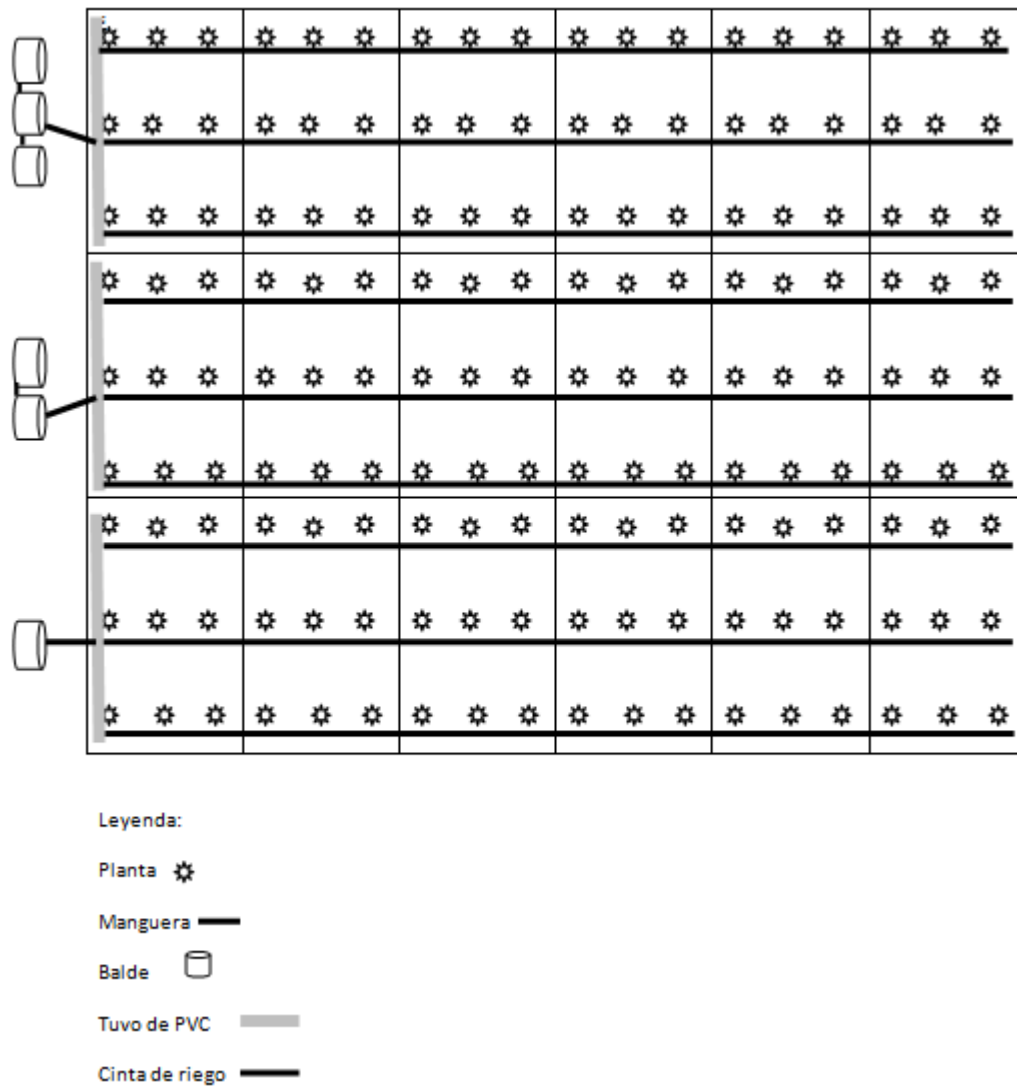 Leyenda:
Planta
Manguera
Balde
Tuvo de PVC
Cinta de riego